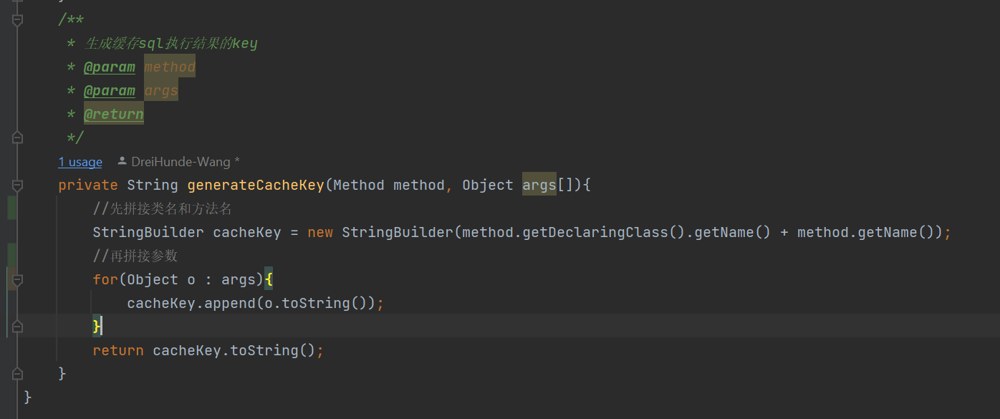 /**
* 生成缓存sql执行结果的key
* @param method
* @param args
* @return
*/
1 usage DreiHunde-Wang *
private String generateCacheKey(Method method, Object args[]){
//先拼接类名和方法名
StringBuilder cacheKey = new StringBuilder(method.getDeclaringClass().getName() + method.getName());
//再拼接参数
for(Object o : args){
cacheKey.append(o.toString());
}
return cacheKey.toString();
}
}